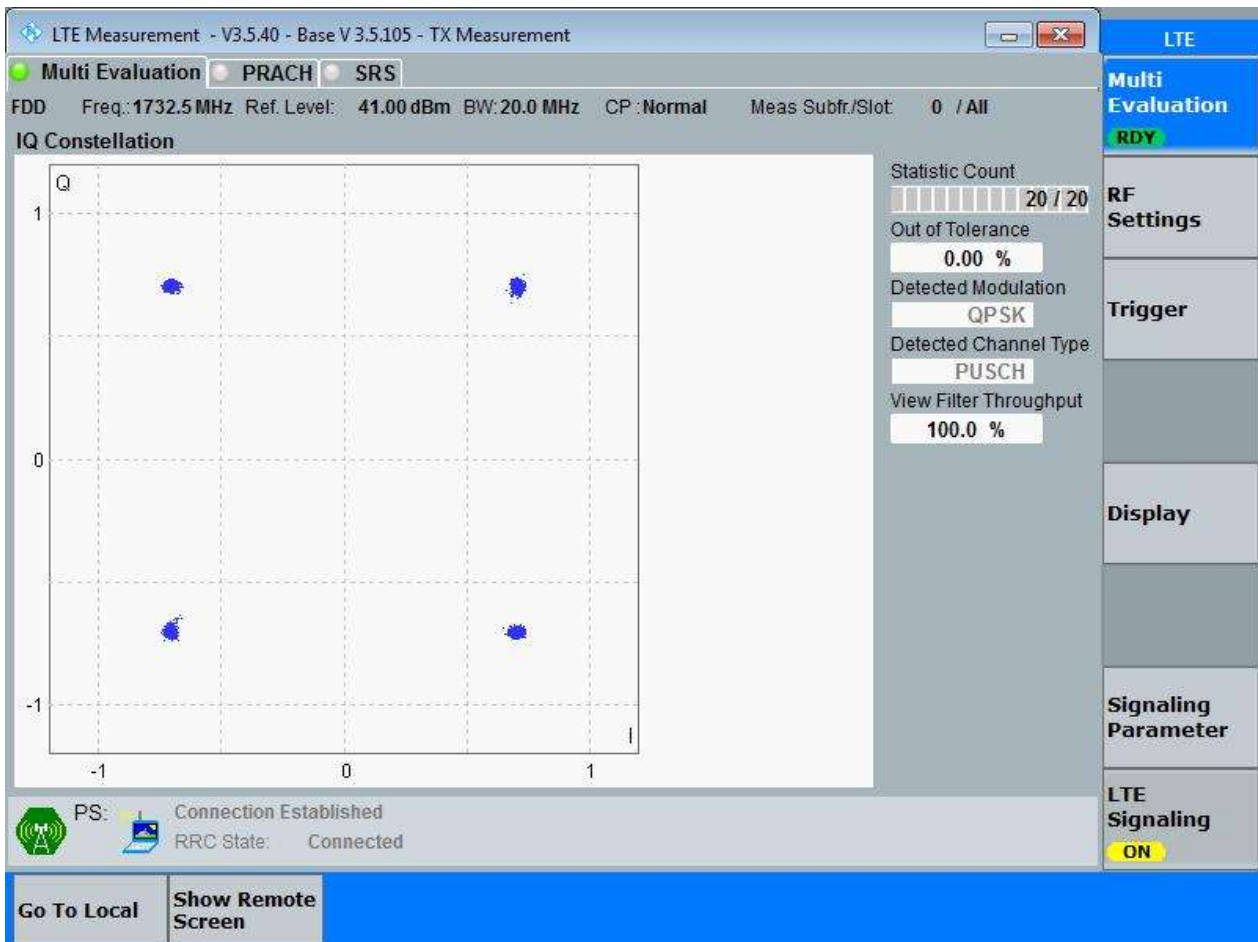 LTE Measurement - V3.5.40 - Base V 3.5.105 - TX Measurement
LTE
Multi Evaluation PRACH SRS
FDD Freq.: 1732.5 MHz Ref. Level: 41.00 dBm BW: 20.0 MHz CP : Normal Meas Subfr./Slot: 0 / All
IQ Constellation
Q
1
0
-1
I
-1 0 1
Statistic Count
20 / 20
Out of Tolerance
0.00 %
Detected Modulation
QPSK
Detected Channel Type
PUSCH
View Filter Throughput
100.0 %
Multi
Evaluation
RDY
RF
Settings
Trigger
Display
Signaling
Parameter
LTE
Signaling
ON
PS: Connection Established
RRC State: Connected
Go To Local
Show Remote
Screen